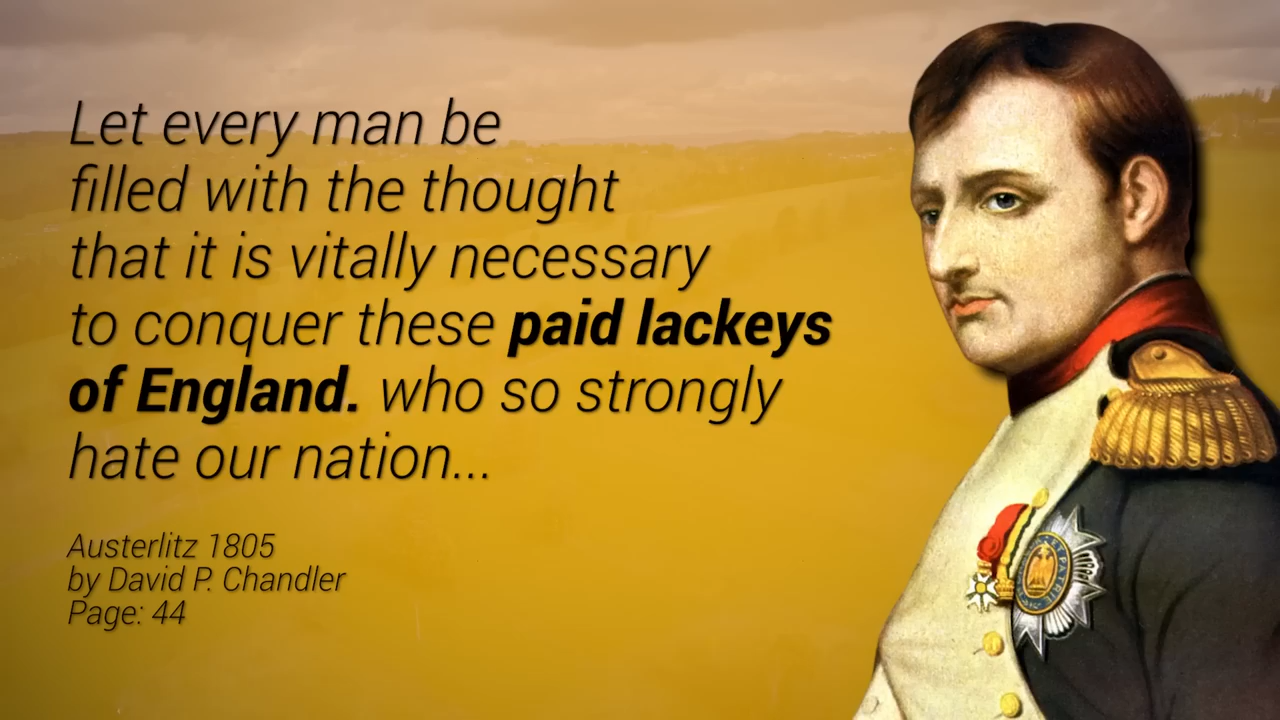 Let every man be
filled with the thought
that it is vitally necessary
to conquer these paid lackeys
of England. who so strongly
hate our nation...
Austerlitz 1805
by David P. Chandler
Page: 44